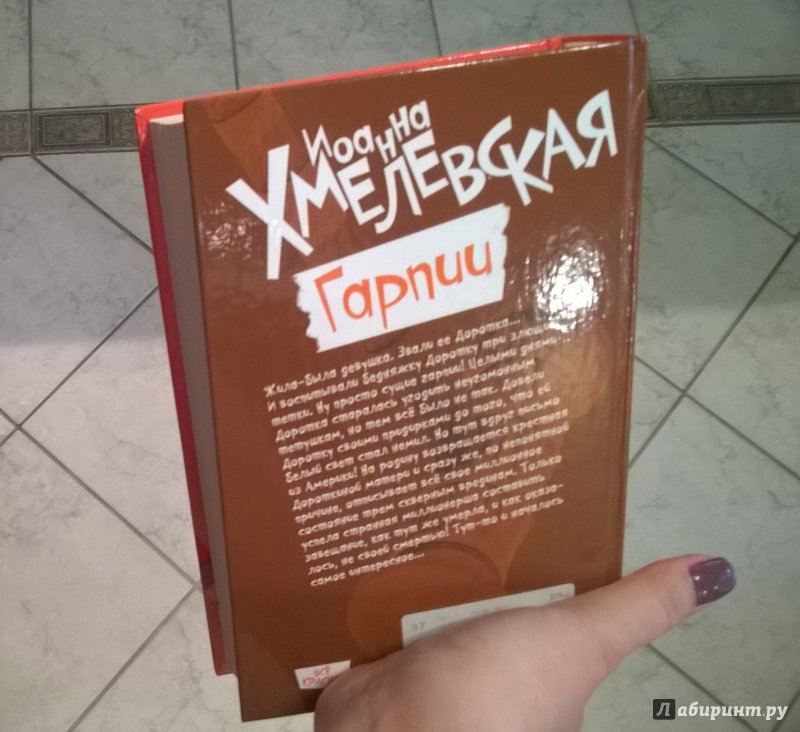 Иоанна
ХМЕЛЕВСКАЯ
Гарпии
Жила-была девушка. Звали ее Доротка...
И воспитывали бедняжку Доротку три злющие
тетки. Ну просто сущие гарпии! Целыми днями
Доротка старалась угодить неугомонным
тетушкам, но тем всё было не так. Довели
Доротку своими придирками до того, что ей
белый свет стал немил. Но тут вдруг письмо
из Америки! На родину возвращается крестная
Дороткиной матери и сразу же, по непонятной
причине, отписывает всё свое миллионное
состояние трем скверным врединам. Только
успела странная миллионерша составить
завещание, как тут же умерла, и как оказа-
лось, не своей смертью! Тут-то и началось
самое интересное...
37
ВСЁ
Лабиринт.ру